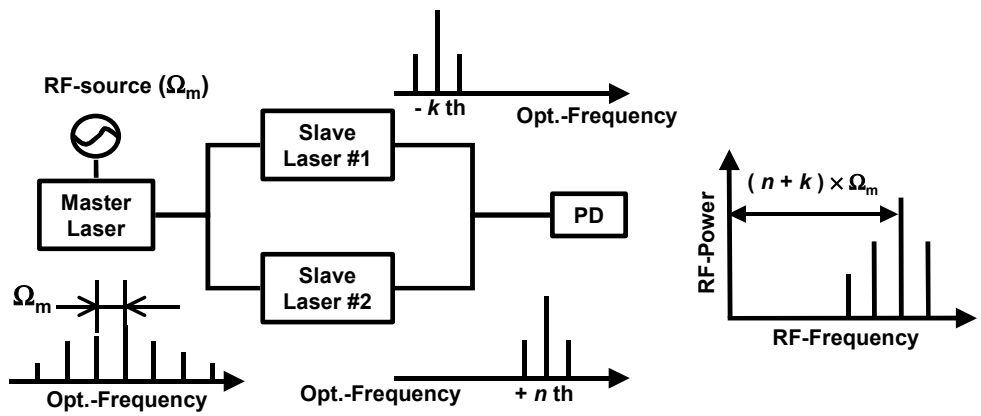 RF-source (Ωm)
Master
Laser
Slave
Laser #1
Slave
Laser #2
PD
- k th
Opt.-Frequency
Ωm
Opt.-Frequency
Opt.-Frequency
+ n th
( n + k ) × Ωm
RF-Power
RF-Frequency